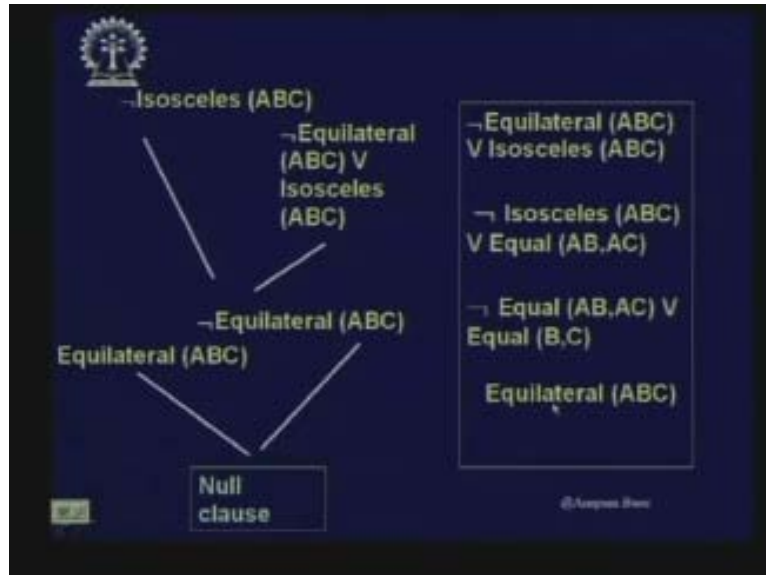 ¬Isosceles (ABC)
¬Equilateral
(ABC) V
Isosceles
(ABC)
¬Equilateral (ABC)
Equilateral (ABC)
Null
clause
¬Equilateral (ABC)
V Isosceles (ABC)
¬ Isosceles (ABC)
V Equal (AB,AC)
¬ Equal (AB,AC) V
Equal (B,C)
Equilateral (ABC)